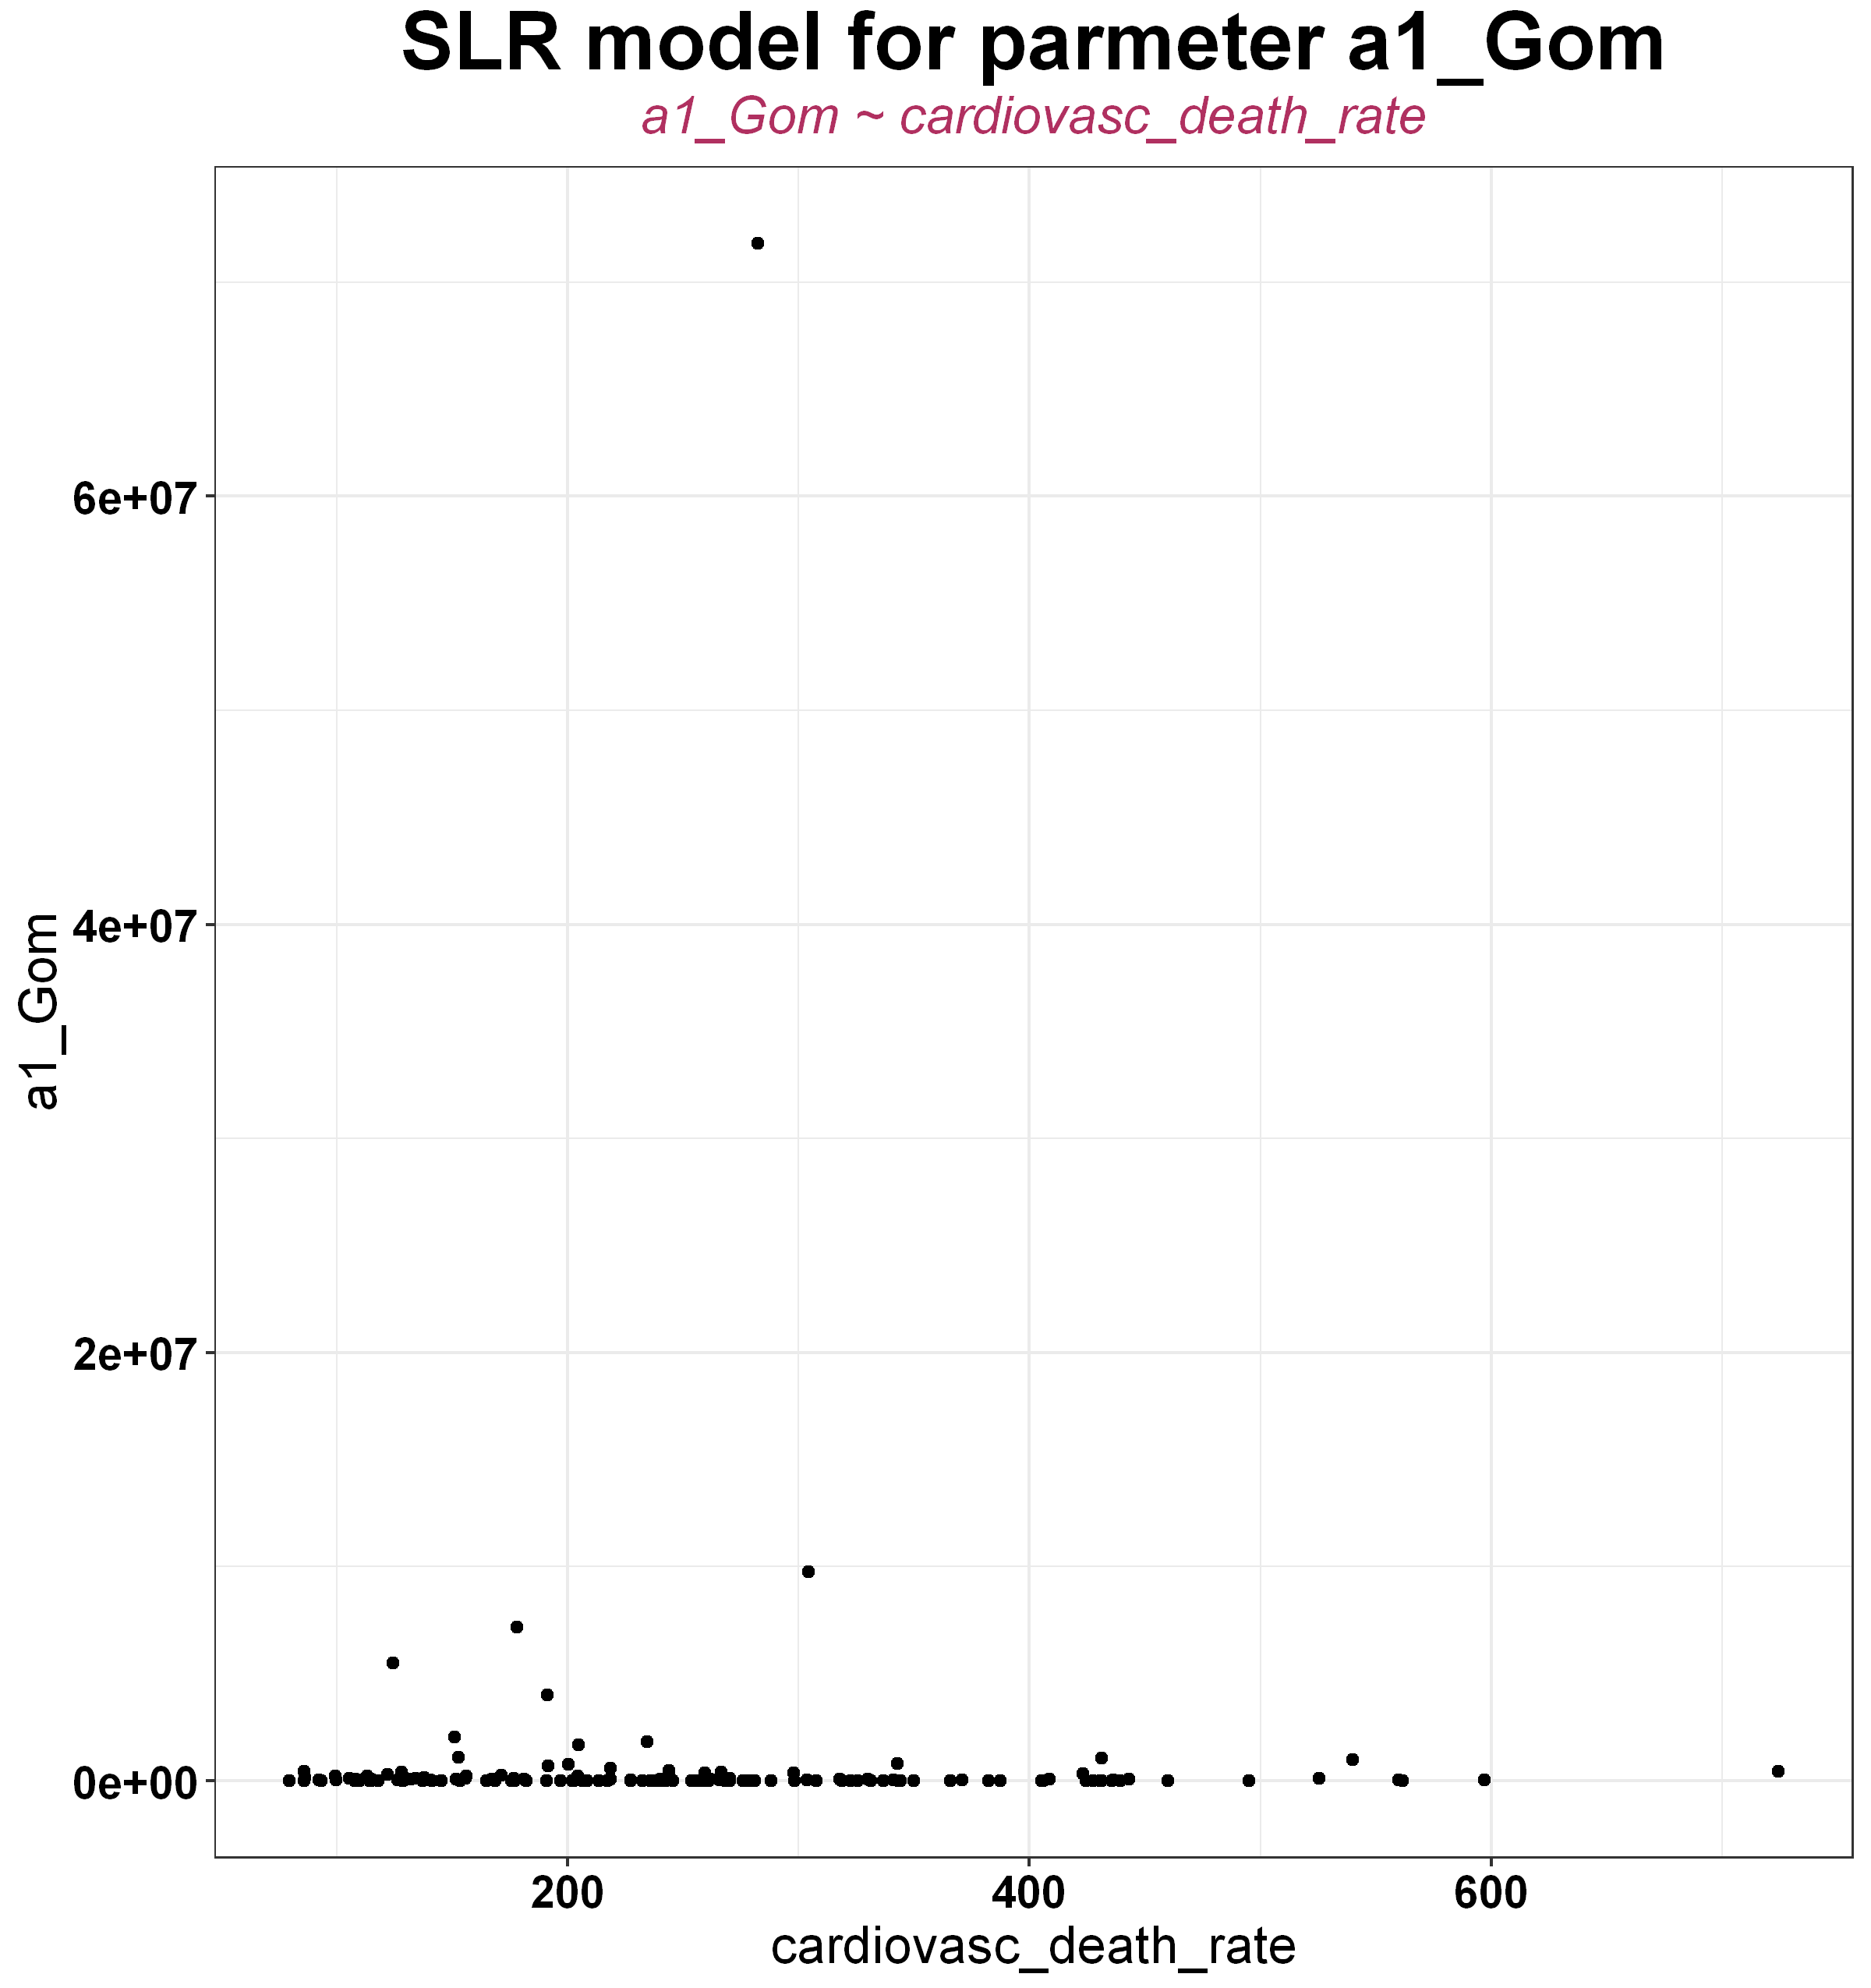 SLR model for parmeter a1_Gom
a1_Gom ~ cardiovasc_death_rate
6e+07
4e+07
2e+07
0e+00
a1_Gom
200 400 600
cardiovasc_death_rate